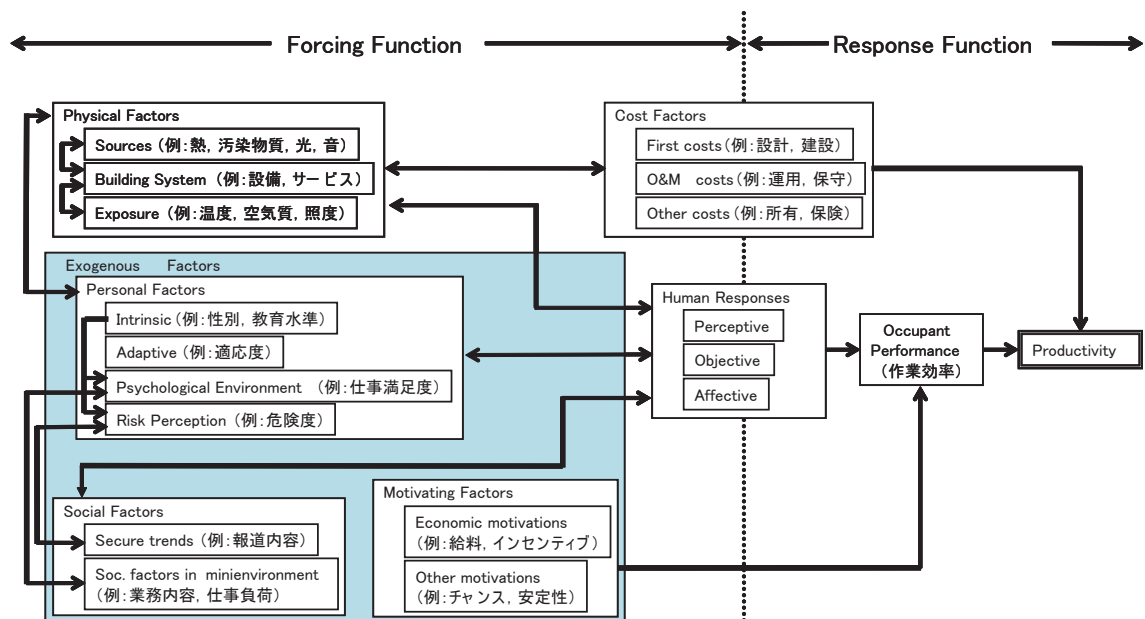 Forcing Function
Response Function
Physical Factors
Sources (例:熱, 汚染物質, 光, 音)
Building System (例:設備, サービス)
Exposure (例:温度, 空気質, 照度)
Cost Factors
First costs (例:設計, 建設)
O&M costs (例:運用, 保守)
Other costs (例:所有, 保険)
Exogenous Factors
Personal Factors
Intrinsic (例:性別, 教育水準)
Adaptive (例:適応度)
Psychological Environment (例:仕事満足度)
Risk Perception (例:危険度)
Human Responses
Perceptive
Objective
Affective
Occupant
Performance
(作業効率)
Productivity
Social Factors
Secure trends (例:報道内容)
Soc. factors in minienvironment
(例:業務内容, 仕事負荷)
Motivating Factors
Economic motivations
(例:給料, インセンティブ)
Other motivations
(例:チャンス, 安定性)